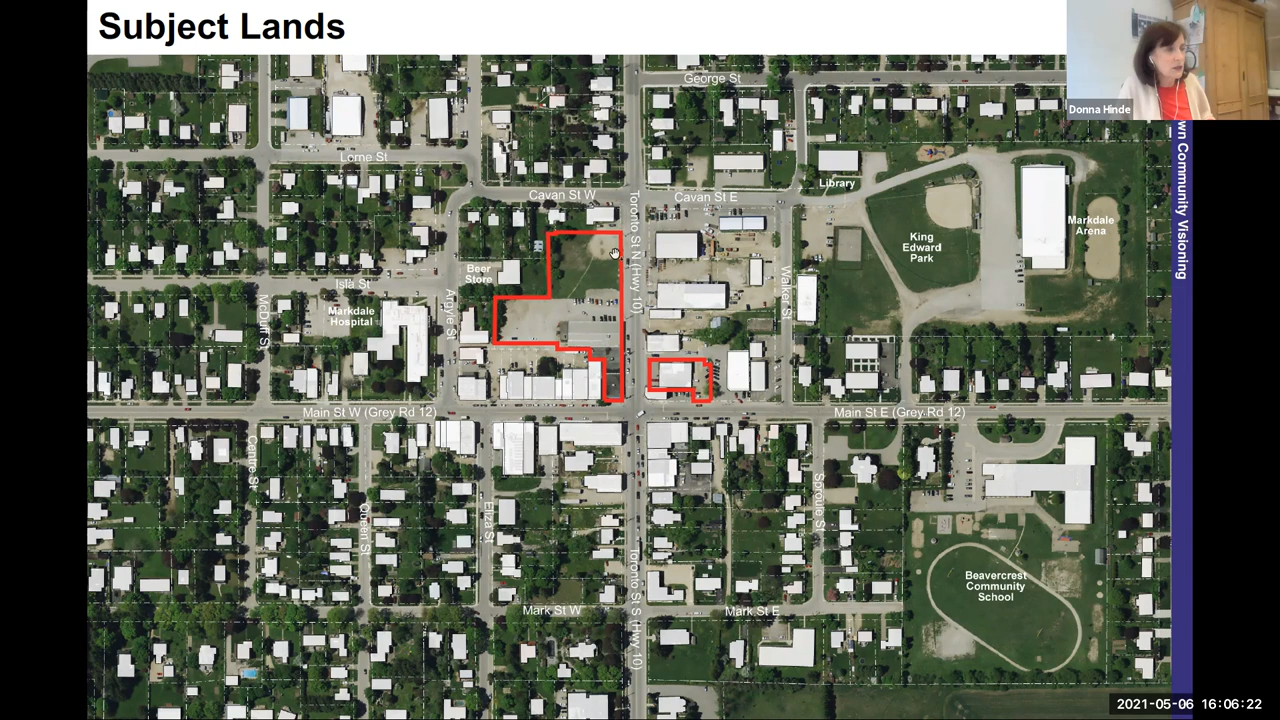 Subject Lands
Donna Hinde
wn Community Visioning
George St
Lorne St
Library
Cavan St W
Cavan St E
Toronto St N (Hwy 10)
Markdale
Arena
King
Edward
Park
Beer
Store
Isla St
Walker St
McDuff St
Markdale
Hospital
Argyle St
Main St W (Grey Rd 12)
Main St E (Grey Rd 12)
Centre St
Queen St
Eliza St
Sproule St
Toronto St S (Hwy 10)
Beavercrest
Community
School
Mark St W
Mark St E
2021-05-06 16:06:22